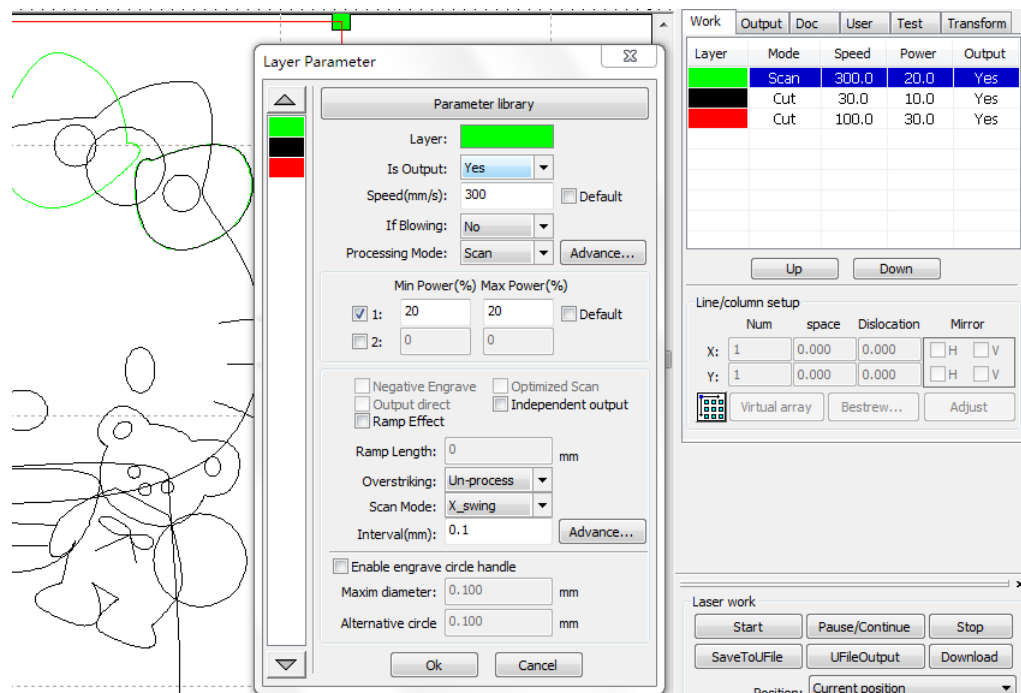 Layer Parameter
Parameter library
Layer:
Is Output: Yes
Speed(mm/s): 300 Default
If Blowing: No
Processing Mode: Scan Advance...
Min Power(%) Max Power(%)
1: 20 20 Default
2: 0 0
Negative Engrave Optimized Scan
Output direct Independent output
Ramp Effect
Ramp Length: 0 mm
Overstriking: Un-process
Scan Mode: X_swing
Interval(mm): 0.1 Advance...
Enable engrave circle handle
Maxim diameter: 0.100 mm
Alternative circle 0.100 mm
Ok Cancel
Work Output Doc User Test Transform
Layer Mode Speed Power Output
Scan 300.0 20.0 Yes
Cut 30.0 10.0 Yes
Cut 100.0 30.0 Yes
Up Down
Line/column setup
Num space Dislocation Mirror
X: 1 0.000 0.000 H V
Y: 1 0.000 0.000 H V
Virtual array Bestrew... Adjust
Laser work
Start Pause/Continue Stop
SaveToUFile UFileOutput Download
Position: Current position